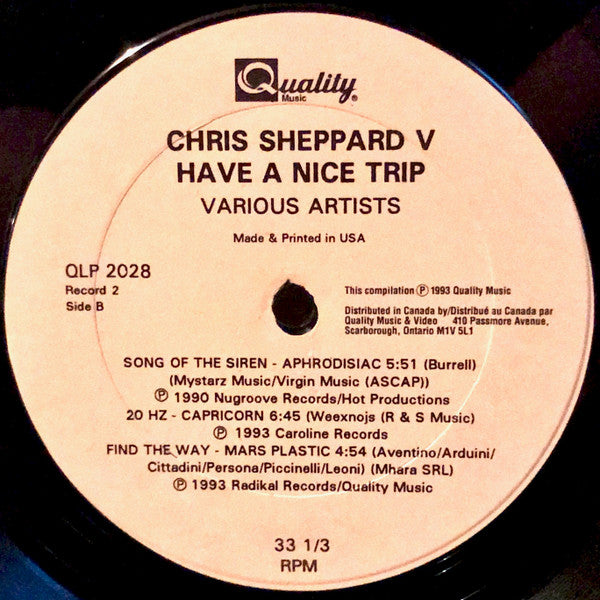 Quality
Music ®
CHRIS SHEPPARD V
HAVE A NICE TRIP
VARIOUS ARTISTS
Made & Printed in USA
QLP 2028
Record 2
Side B
This compilation Ⓟ 1993 Quality Music
Distributed in Canada by/Distribué au Canada par
Quality Music & Video 410 Passmore Avenue,
Scarborough, Ontario M1V 5L1
SONG OF THE SIREN - APHRODISIAC 5:51 (Burrell)
(Mystarz Music/Virgin Music (ASCAP))
Ⓟ 1990 Nugroove Records/Hot Productions
20 HZ - CAPRICORN 6:45 (Weexnojs (R & S Music)
Ⓟ 1993 Caroline Records
FIND THE WAY - MARS PLASTIC 4:54 (Aventino/Arduini/
Cittadini/Persona/Piccinelli/Leoni) (Mhara SRL)
Ⓟ 1993 Radikal Records/Quality Music
33 1/3
RPM